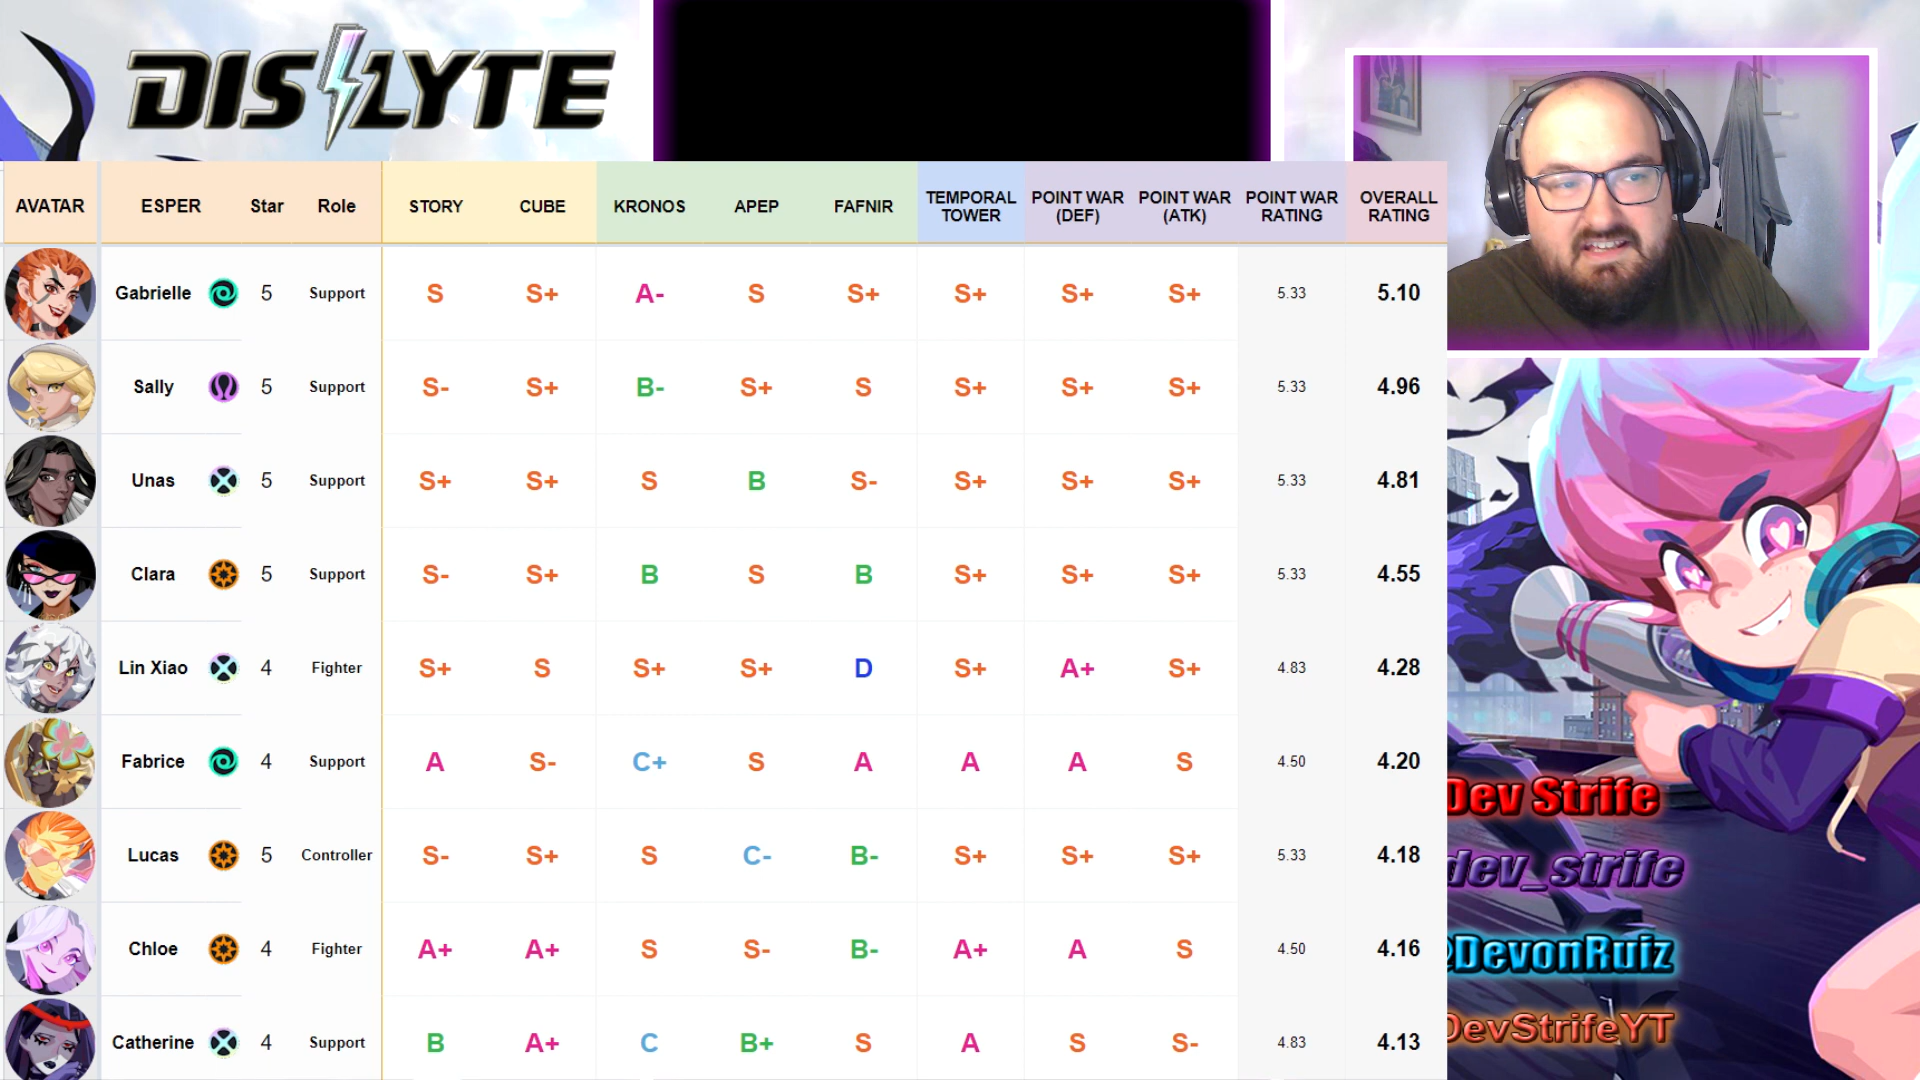 DISLYTE
AVATAR ESPER Star Role STORY CUBE KRONOS APEP FAFNIR TEMPORAL TOWER POINT WAR (DEF) POINT WAR (ATK) POINT WAR RATING OVERALL RATING
Gabrielle 5 Support S S+ A- S S+ S+ S+ S+ 5.33 5.10
Sally 5 Support S- S+ B- S+ S S+ S+ S+ 5.33 4.96
Unas 5 Support S+ S+ S B S- S+ S+ S+ 5.33 4.81
Clara 5 Support S- S+ B S B S+ S+ S+ 5.33 4.55
Lin Xiao 4 Fighter S+ S S+ S+ D S+ A+ S+ 4.83 4.28
Fabrice 4 Support A S- C+ S A A A S 4.50 4.20
Lucas 5 Controller S- S+ S C- B- S+ S+ S+ 5.33 4.18
Chloe 4 Fighter A+ A+ S S- B- A+ A S 4.50 4.16
Catherine 4 Support B A+ C B+ S A S S- 4.83 4.13
Dev Strife
dev_strife
@DevonRuiz
DevStrifeYT